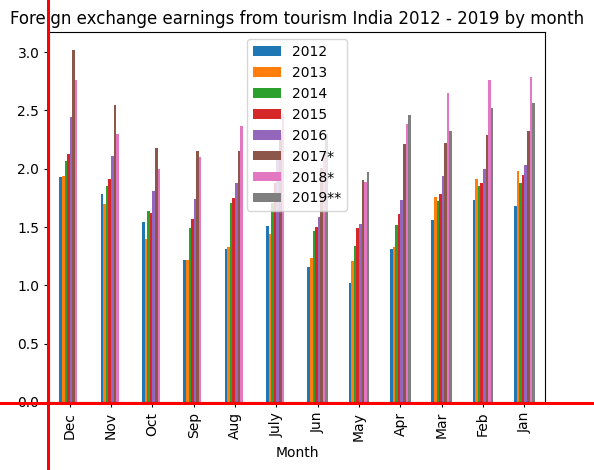 Foreign exchange earnings from tourism India 2012 - 2019 by month
3.0
2.5
2.0
1.5
1.0
0.5
0.0
2012
2013
2014
2015
2016
2017*
2018*
2019**
Dec
Nov
Oct
Sep
Aug
July
Jun
May
Apr
Mar
Feb
Jan
Month